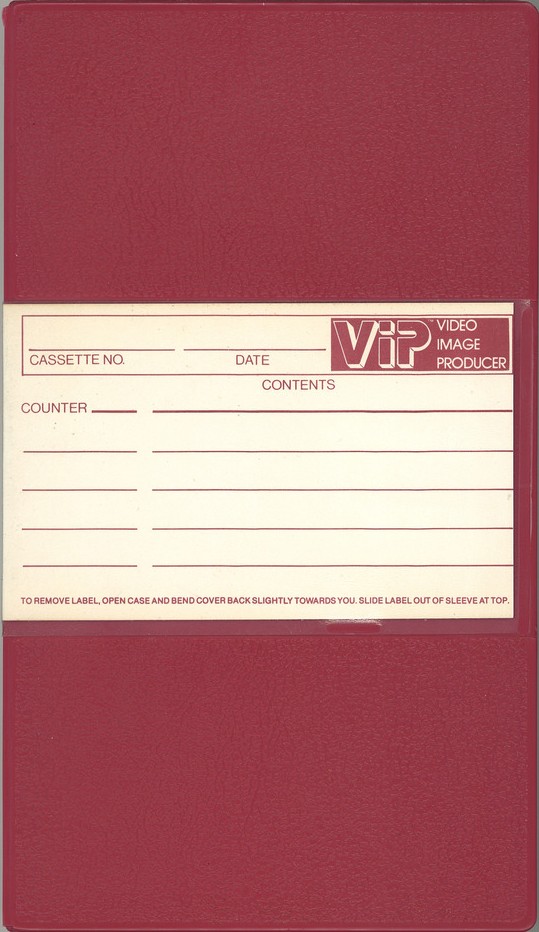 ViP™ VIDEO
IMAGE
PRODUCER
CASSETTE NO. DATE
CONTENTS
COUNTER
TO REMOVE LABEL, OPEN CASE AND BEND COVER BACK SLIGHTLY TOWARDS YOU. SLIDE LABEL OUT OF SLEEVE AT TOP.